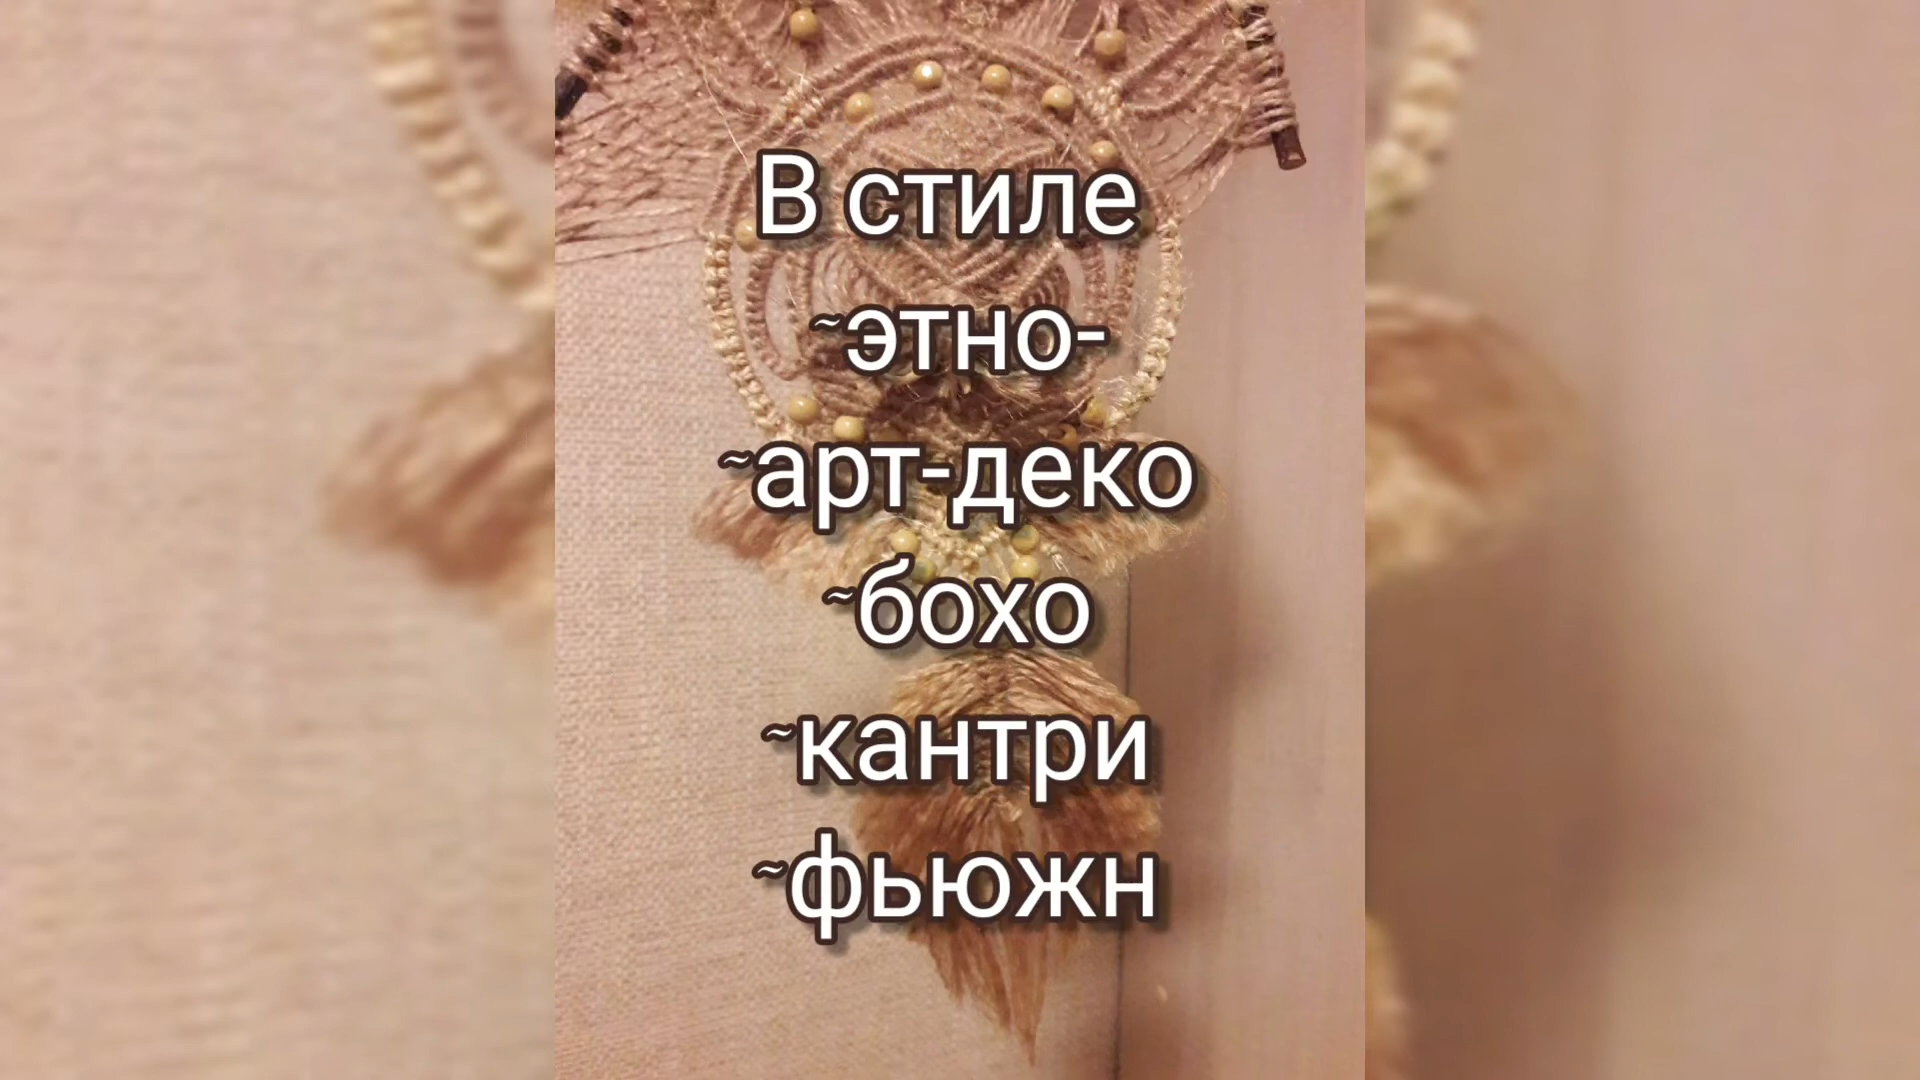 В стиле
~этно-
~арт-деко
~бохо
~кантри
~фьюжн